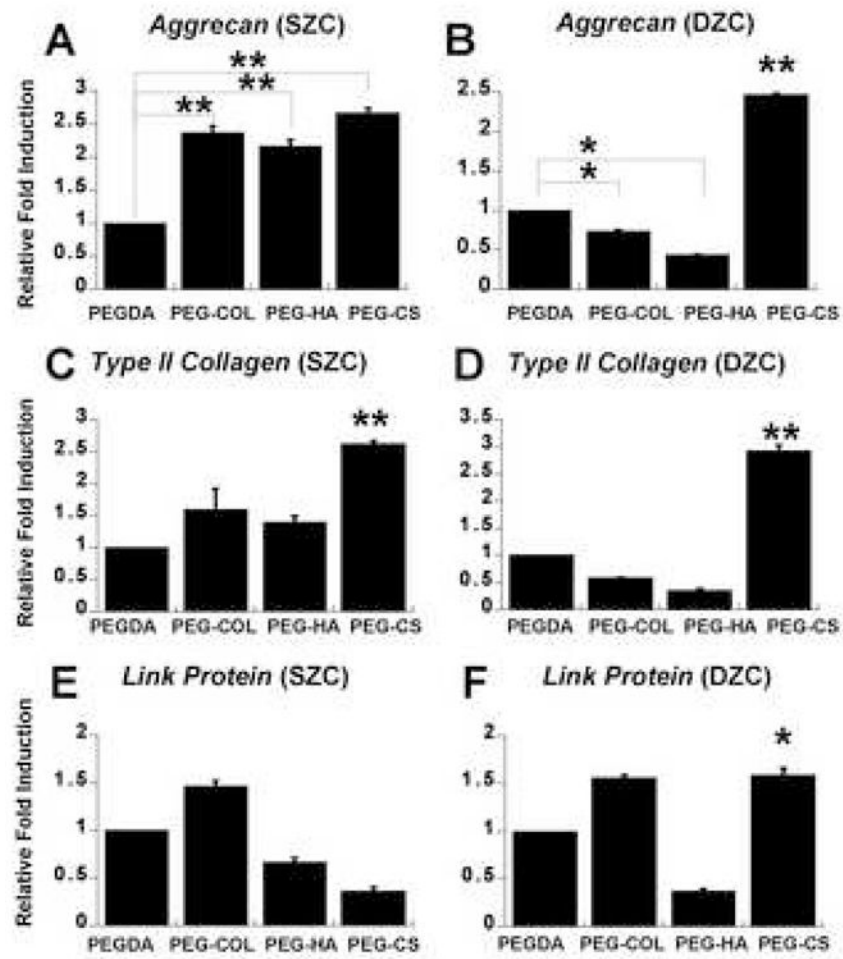 A Aggrecan (SZC)
** ** **
Relative Fold Induction
3
2.5
2
1.5
1
0.5
0
PEGDA PEG-COL PEG-HA PEG-CS
B Aggrecan (DZC)
**
*
*
2.5
2
1.5
1
0.5
0
PEGDA PEG-COL PEG-HA PEG-CS
C Type II Collagen (SZC)
**
Relative Fold Induction
3
2.5
2
1.5
1
0.5
0
PEGDA PEG-COL PEG-HA PEG-CS
D Type II Collagen (DZC)
**
3.5
3
2.5
2
1.5
1
0.5
0
PEGDA PEG-COL PEG-HA PEG-CS
E Link Protein (SZC)
Relative Fold Induction
2
1.5
1
0.5
0
PEGDA PEG-COL PEG-HA PEG-CS
F Link Protein (DZC)
*
2
1.5
1
0.5
0
PEGDA PEG-COL PEG-HA PEG-CS